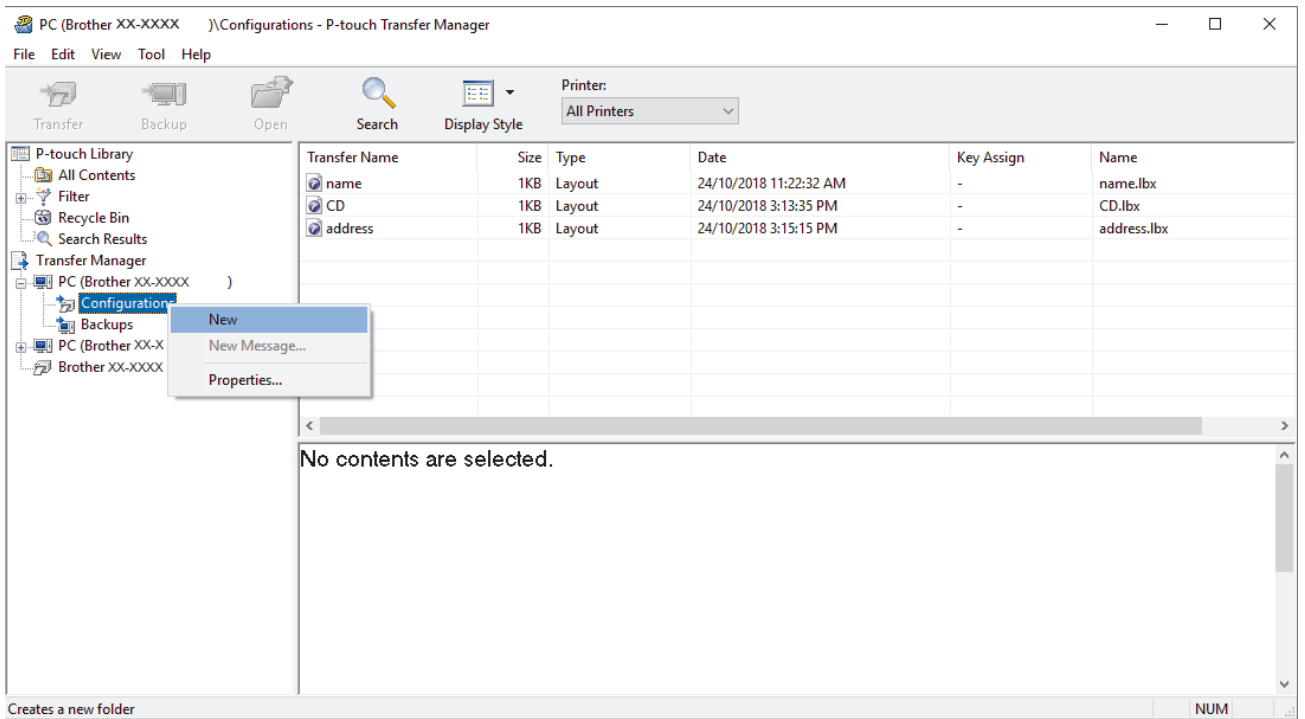 PC (Brother XX-XXXX )\Configurations - P-touch Transfer Manager
File Edit View Tool Help
Transfer Backup Open Search Display Style
Printer:
All Printers
P-touch Library
All Contents
Filter
Recycle Bin
Search Results
Transfer Manager
PC (Brother XX-XXXX )
Configurations
Backups
PC (Brother XX-X
Brother XX-XXXX
New
New Message...
Properties...
Transfer Name Size Type Date Key Assign Name
name 1KB Layout 24/10/2018 11:22:32 AM - name.lbx
CD 1KB Layout 24/10/2018 3:13:35 PM - CD.lbx
address 1KB Layout 24/10/2018 3:15:15 PM - address.lbx
No contents are selected.
Creates a new folder NUM